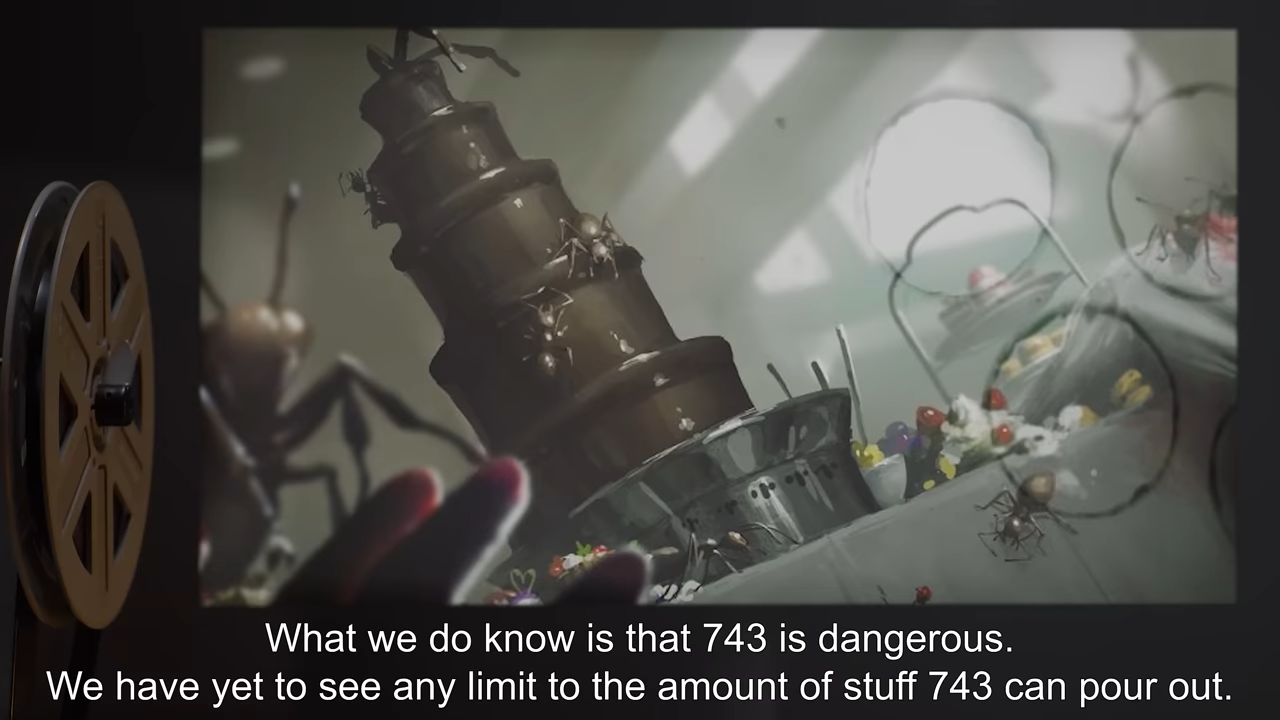 What we do know is that 743 is dangerous.
We have yet to see any limit to the amount of stuff 743 can pour out.